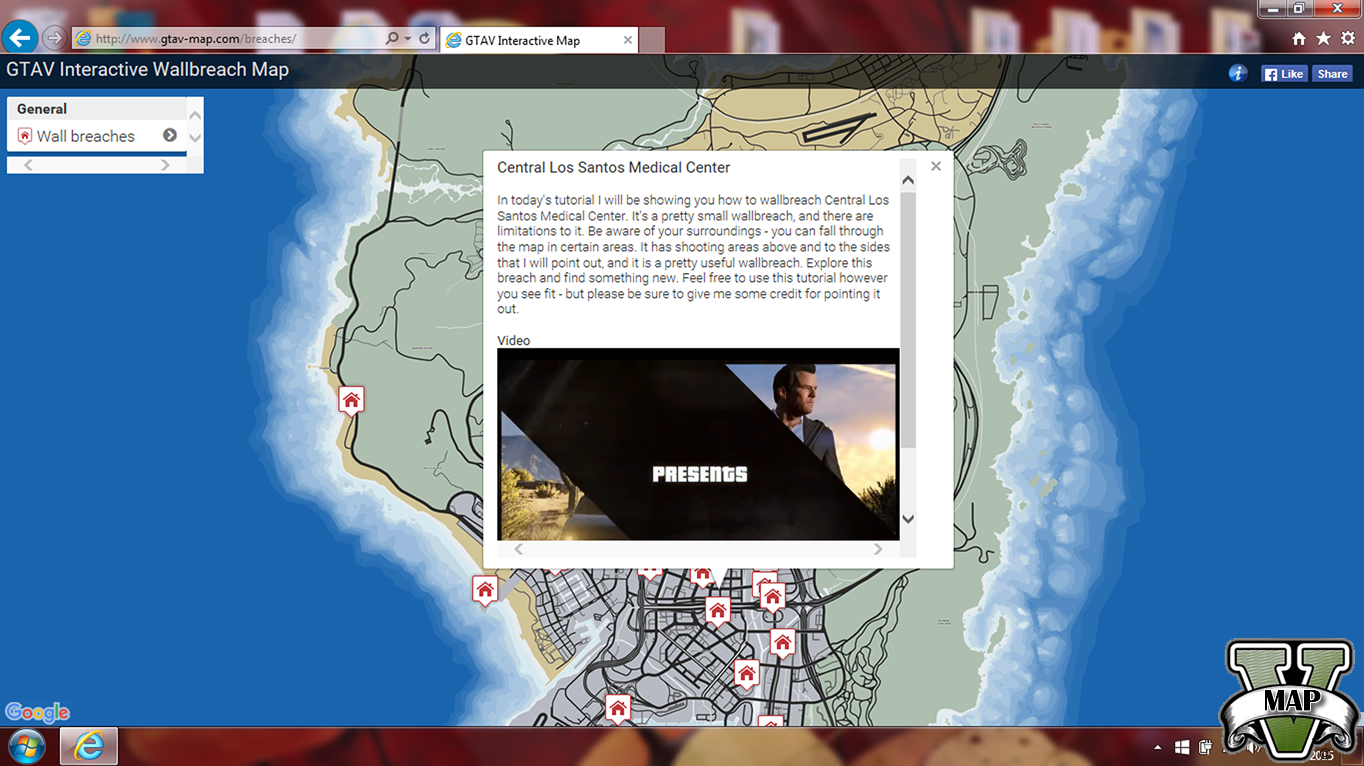 http://www.gtav-map.com/breaches/
GTAV Interactive Map
GTAV Interactive Wallbreach Map
Like
Share
General
Wall breaches
Central Los Santos Medical Center
In today's tutorial I will be showing you how to wallbreach Central Los
Santos Medical Center. It's a pretty small wallbreach, and there are
limitations to it. Be aware of your surroundings - you can fall through
the map in certain areas. It has shooting areas above and to the sides
that I will point out, and it is a pretty useful wallbreach. Explore this
breach and find something new. Feel free to use this tutorial however
you see fit - but please be sure to give me some credit for pointing it
out.
Video
PRESENTS
Google
V
MAP
2015